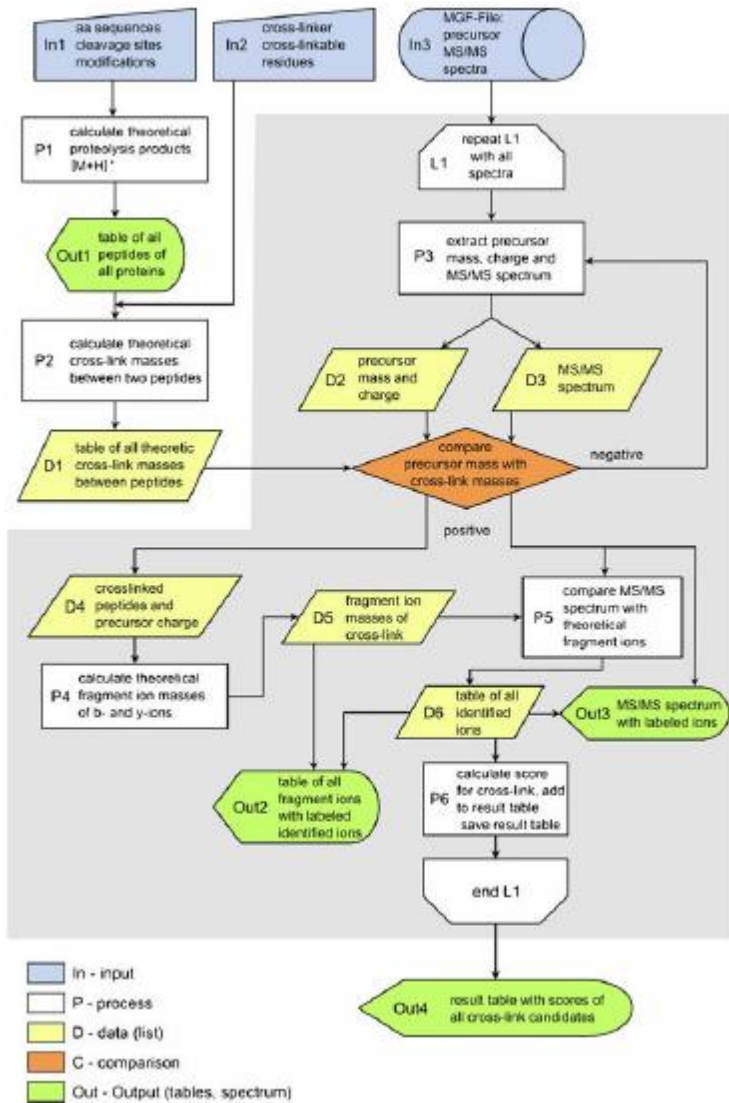 In1
aa sequences
cleavage sites
modifications
In2
cross-linker
cross-linkable
residues
In3
MGF-File:
precursor
MS/MS
spectra
P1
calculate theoretical
proteolysis products
[M+H]⁺
L1
repeat L1
with all
spectra
Out1
table of all
peptides of
all proteins
P3
extract precursor
mass, charge and
MS/MS spectrum
P2
calculate theoretical
cross-link masses
between two peptides
D2
precursor
mass and
charge
D3
MS/MS
spectrum
D1
table of all theoretic
cross-link masses
between peptides
compare
precursor mass with
cross-link masses
negative
positive
D4
crosslinked
peptides and
precursor charge
D5
fragment ion
masses of
cross-link
P5
compare MS/MS
spectrum with
theoretical
fragment ions
P4
calculate theoretical
fragment ion masses
of b- and y-ions
D6
table of all
identified
ions
Out3
MS/MS spectrum
with labeled ions
Out2
table of all
fragment ions
with labeled
identified ions
P6
calculate score
for cross-link, add
to result table
save result table
end L1
Out4
result table with scores of
all cross-link candidates
In - input
P - process
D - data (list)
C - comparison
Out - Output (tables, spectrum)